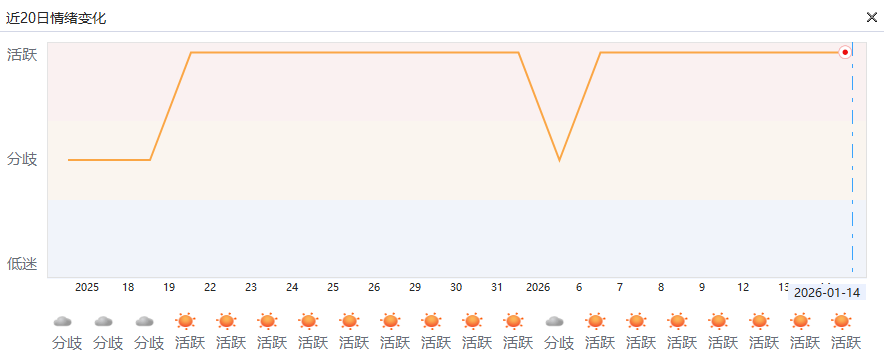 近20日情绪变化
活跃
分歧
低迷
2025 18 19 22 23 24 25 26 29 30 31 2026 6 7 8 9 12 13
2026-01-14
分歧 分歧 分歧 活跃 活跃 活跃 活跃 活跃 活跃 活跃 活跃 活跃 分歧 活跃 活跃 活跃 活跃 活跃 活跃 活跃